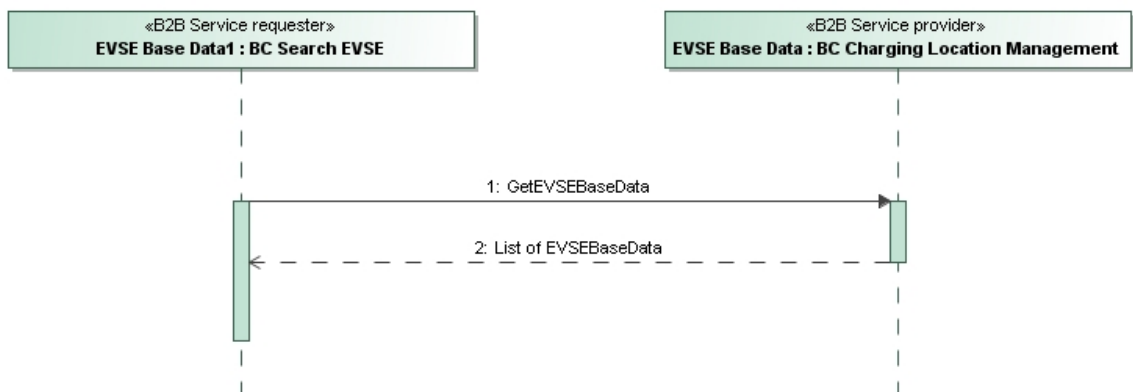 «B2B Service requester»
EVSE Base Data1 : BC Search EVSE
«B2B Service provider»
EVSE Base Data : BC Charging Location Management
1: GetEVSEBaseData
2: List of EVSEBaseData